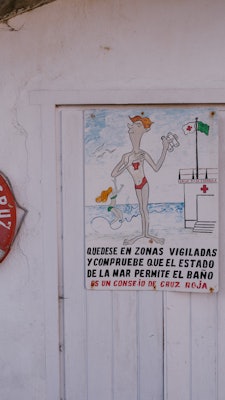 QUEDESE EN ZONAS VIGILADAS
Y COMPRUEBE QUE EL ESTADO
DE LA MAR PERMITE EL BAÑO
ES UN CONSEJO DE CRUZ ROJA